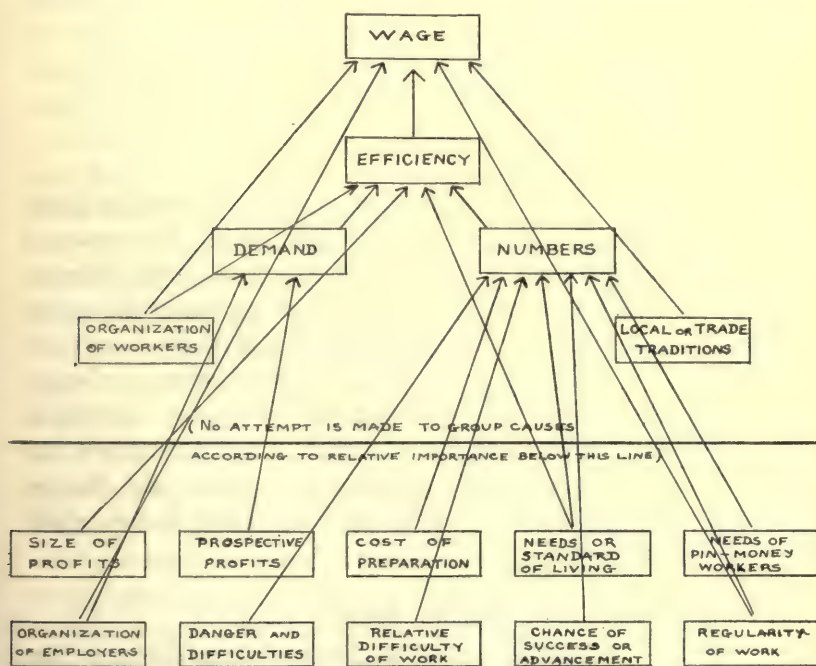 WAGE
EFFICIENCY
DEMAND
NUMBERS
ORGANIZATION
OF WORKERS
LOCAL OR TRADE
TRADITIONS
(NO ATTEMPT IS MADE TO GROUP CAUSES
ACCORDING TO RELATIVE IMPORTANCE BELOW THIS LINE)
SIZE OF
PROFITS
PROSPECTIVE
PROFITS
COST OF
PREPARATION
NEEDS OR
STANDARD
OF LIVING
NEEDS OF
PIN-MONEY
WORKERS
ORGANIZATION
OF EMPLOYERS
DANGER AND
DIFFICULTIES
RELATIVE
DIFFICULTY
OF WORK
CHANCE OF
SUCCESS OR
ADVANCEMENT
REGULARITY
OF WORK